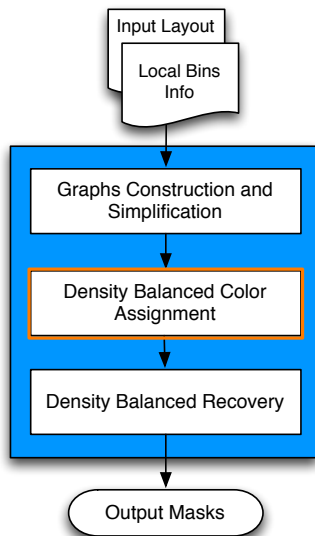 Input Layout
Local Bins
Info
Graphs Construction and
Simplification
Density Balanced Color
Assignment
Density Balanced Recovery
Output Masks